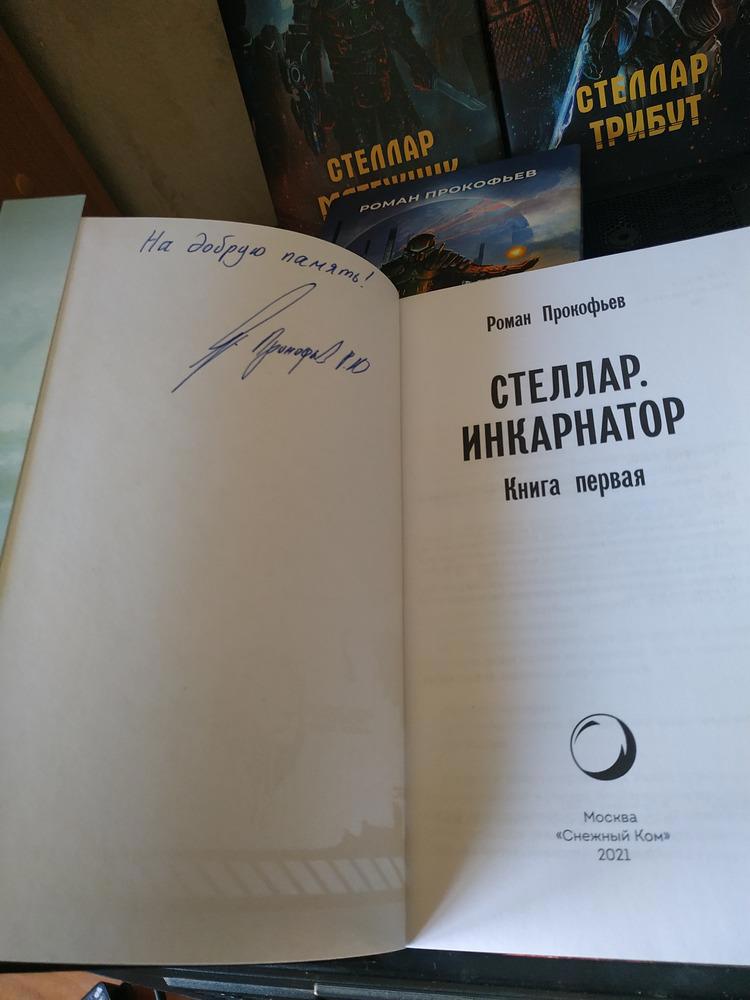 СТЕЛЛАР
СТЕЛЛАР
ТРИБУТ
РОМАН ПРОКОФЬЕВ
На добрую память!
Прокофьев Р.Ю
Роман Прокофьев
СТЕЛЛАР.
ИНКАРНАТОР
Книга первая
Москва
«Снежный Ком»
2021